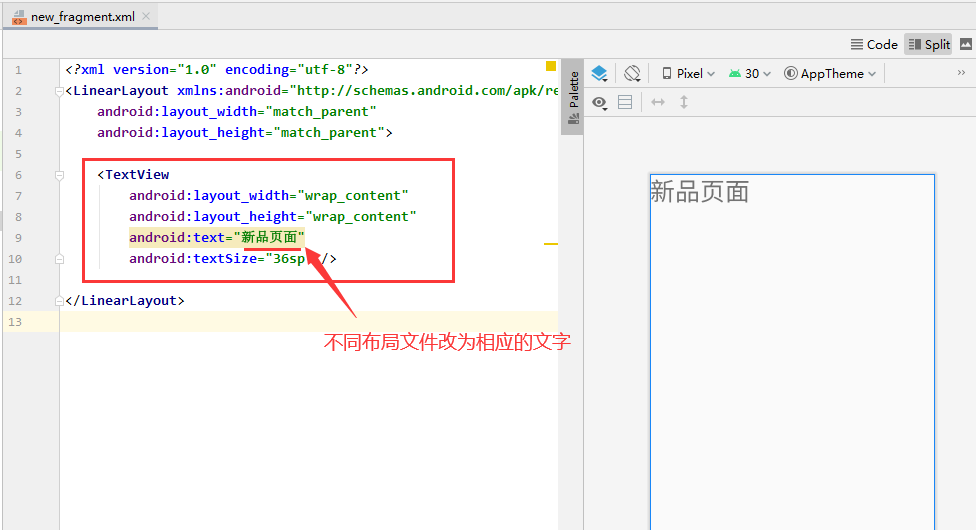 new_fragment.xml
Code
Split
1 <?xml version="1.0" encoding="utf-8"?>
2 <LinearLayout xmlns:android="http://schemas.android.com/apk/re
3 android:layout_width="match_parent"
4 android:layout_height="match_parent">
5
6 <TextView
7 android:layout_width="wrap_content"
8 android:layout_height="wrap_content"
9 android:text="新品页面"
10 android:textSize="36sp"/>
11
12 </LinearLayout>
13
不同布局文件改为相应的文字
Palette
Pixel
30
AppTheme
新品页面